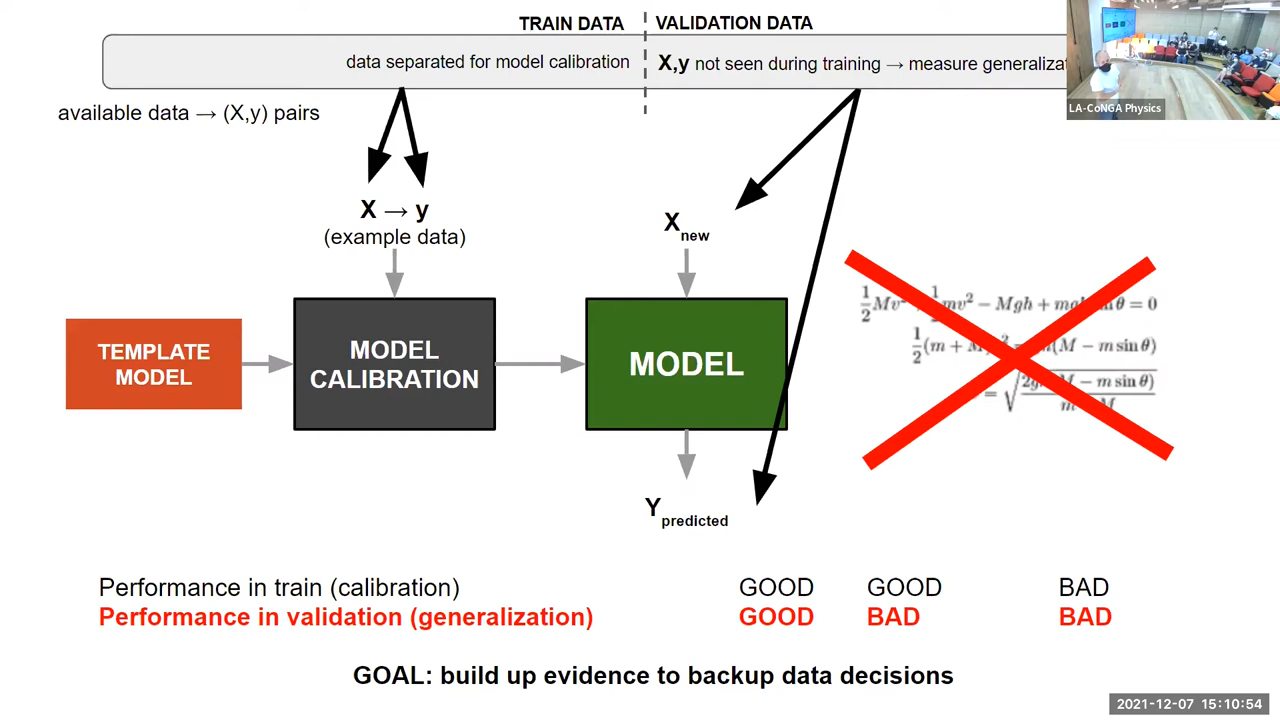 TRAIN DATA VALIDATION DATA
data separated for model calibration X,y not seen during training → measure
LA-CoNGA Physics
available data → (X,y) pairs
X → y
(example data)
X new
TEMPLATE
MODEL
MODEL
CALIBRATION
MODEL
= 0
(M − m sin θ)
Y predicted
Performance in train (calibration) GOOD GOOD BAD
Performance in validation (generalization) GOOD BAD BAD
GOAL: build up evidence to backup data decisions
2021-12-07 15:10:54